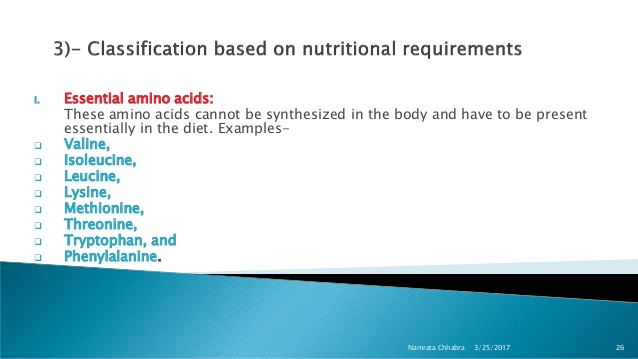 3)- Classification based on nutritional requirements
I. Essential amino acids:
These amino acids cannot be synthesized in the body and have to be present
essentially in the diet. Examples-
❑ Valine,
❑ Isoleucine,
❑ Leucine,
❑ Lysine,
❑ Methionine,
❑ Threonine,
❑ Tryptophan, and
❑ Phenylalanine.
Namrata Chhabra 3/25/2017 26